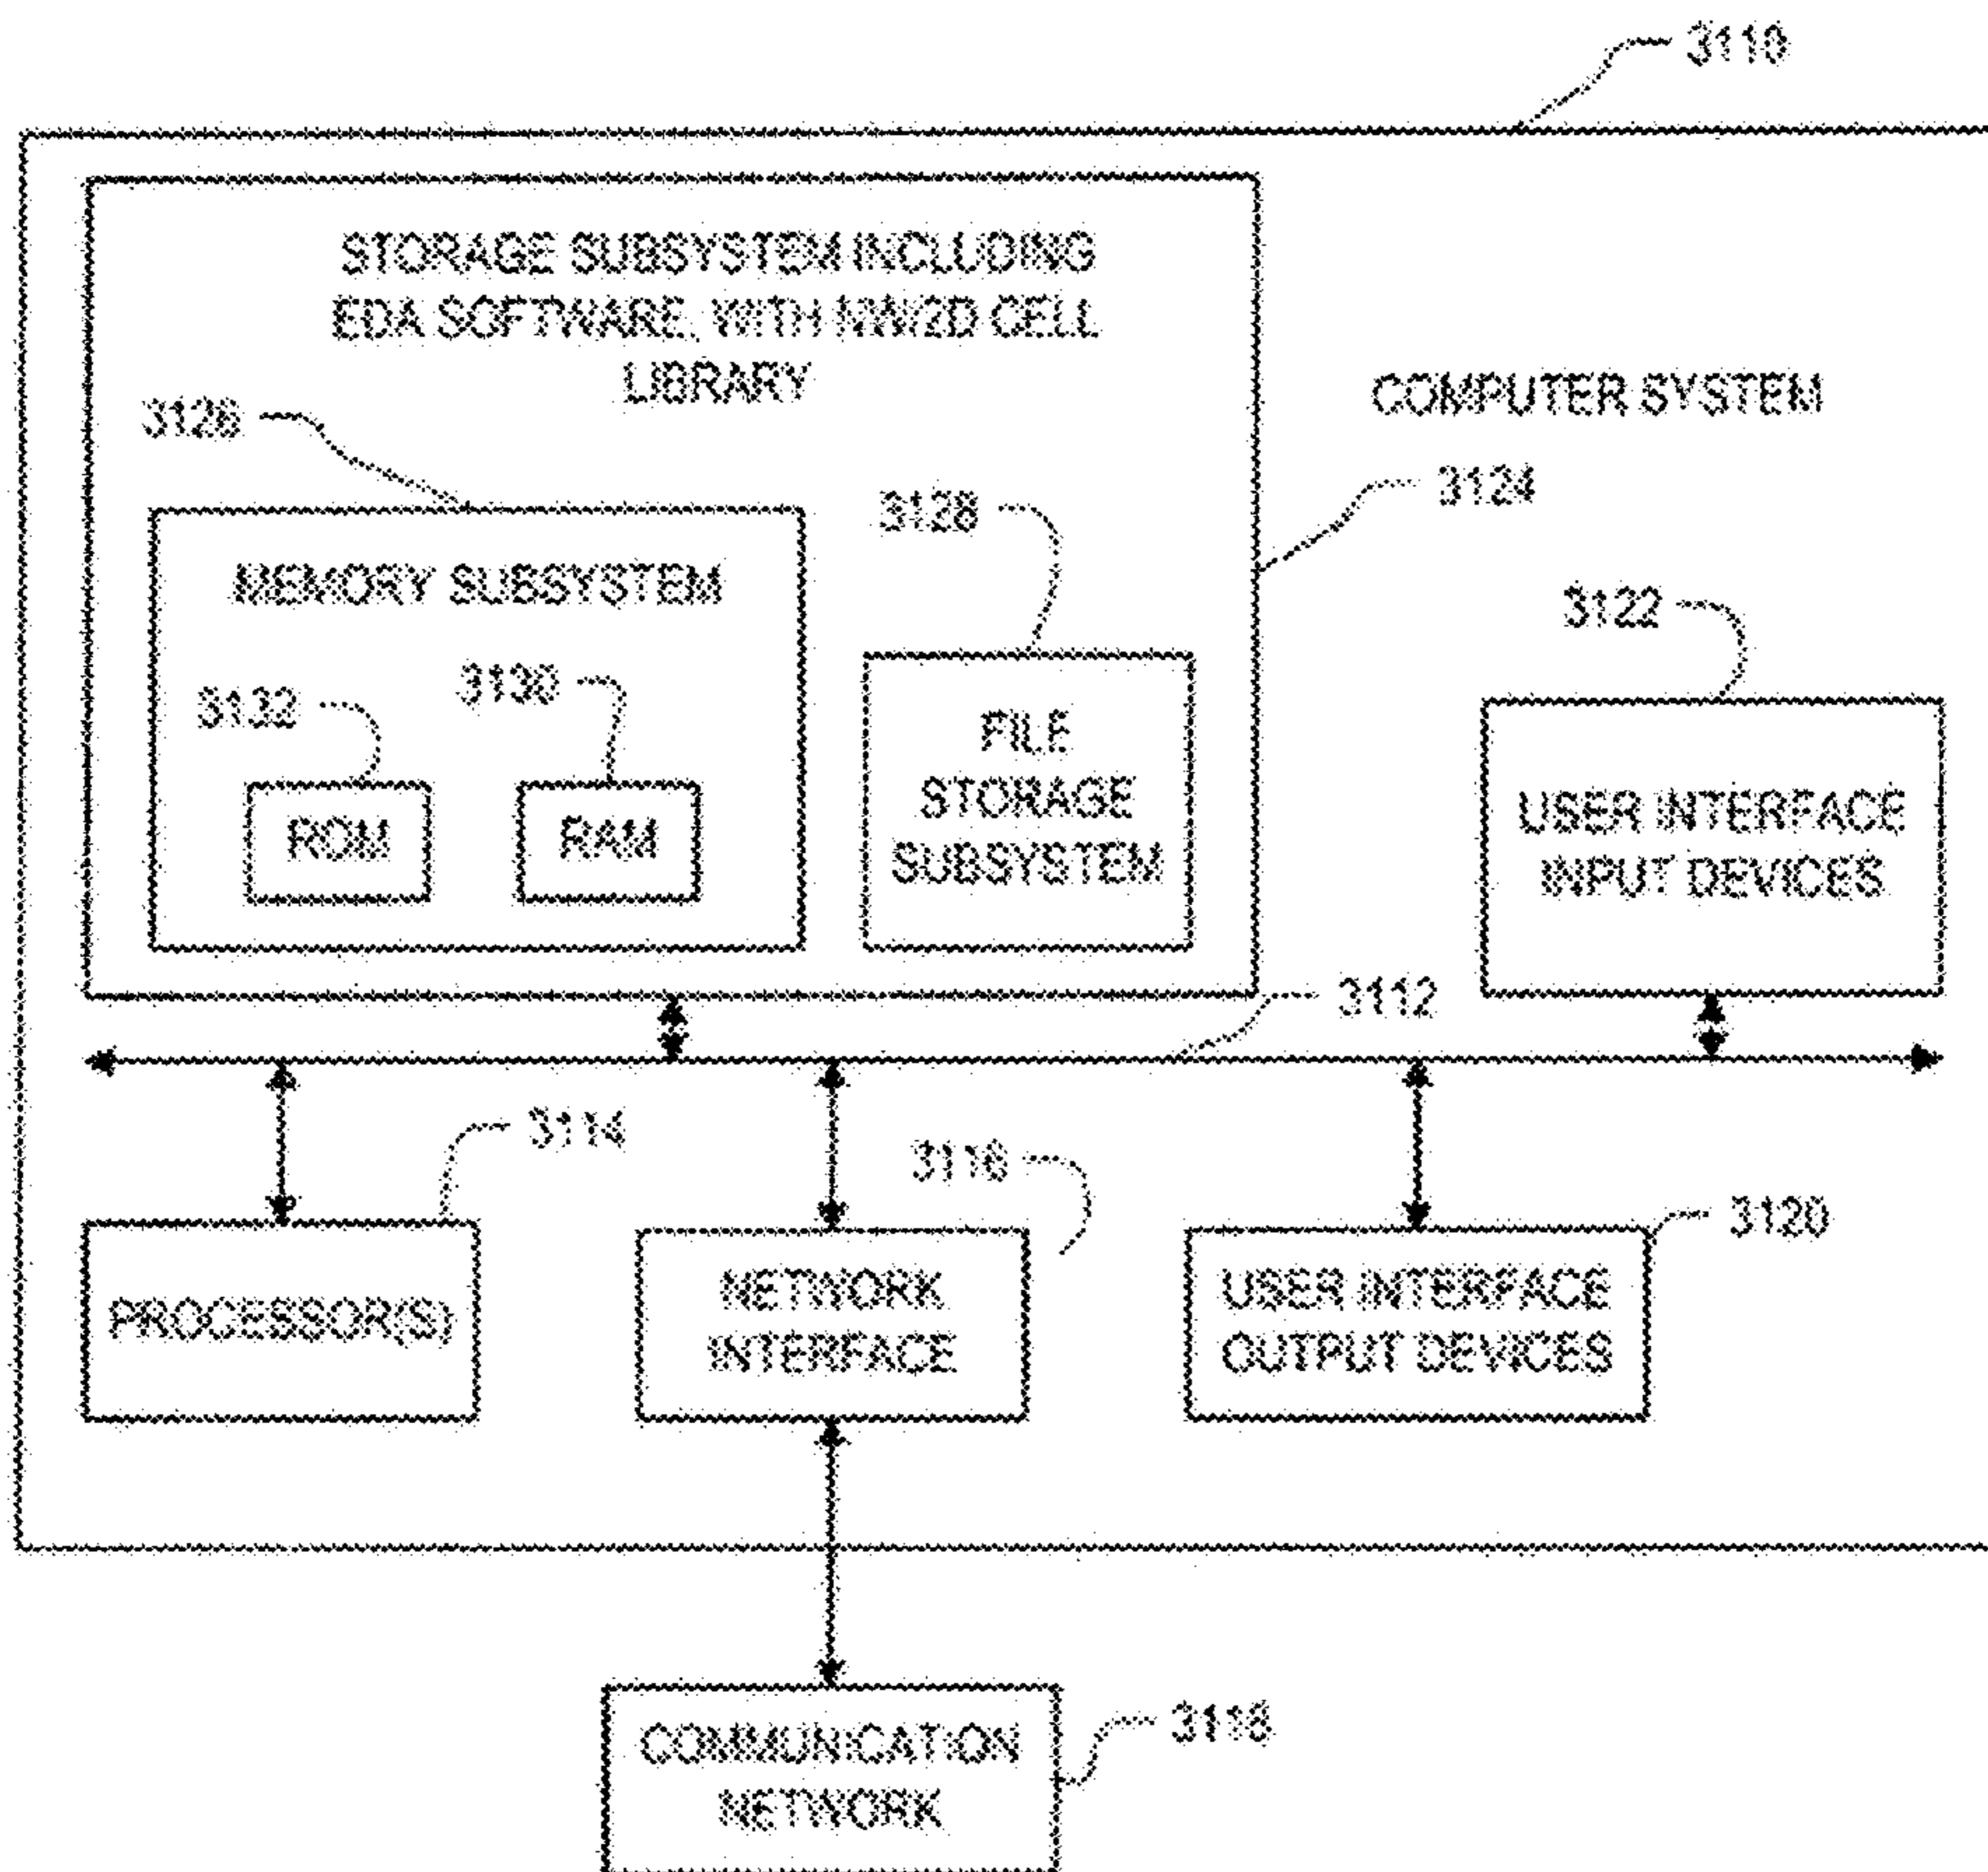 3110
STORAGE SUBSYSTEM INCLUDING
EDA SOFTWARE, WITH NW/2D CELL
LIBRARY
COMPUTER SYSTEM
3126
3124
3128
MEMORY SUBSYSTEM
3122
3132
3130
FILE
STORAGE
SUBSYSTEM
ROM
RAM
USER INTERFACE
INPUT DEVICES
3112
3114
3116
3120
PROCESSOR(S)
NETWORK
INTERFACE
USER INTERFACE
OUTPUT DEVICES
COMMUNICATION
NETWORK
3118